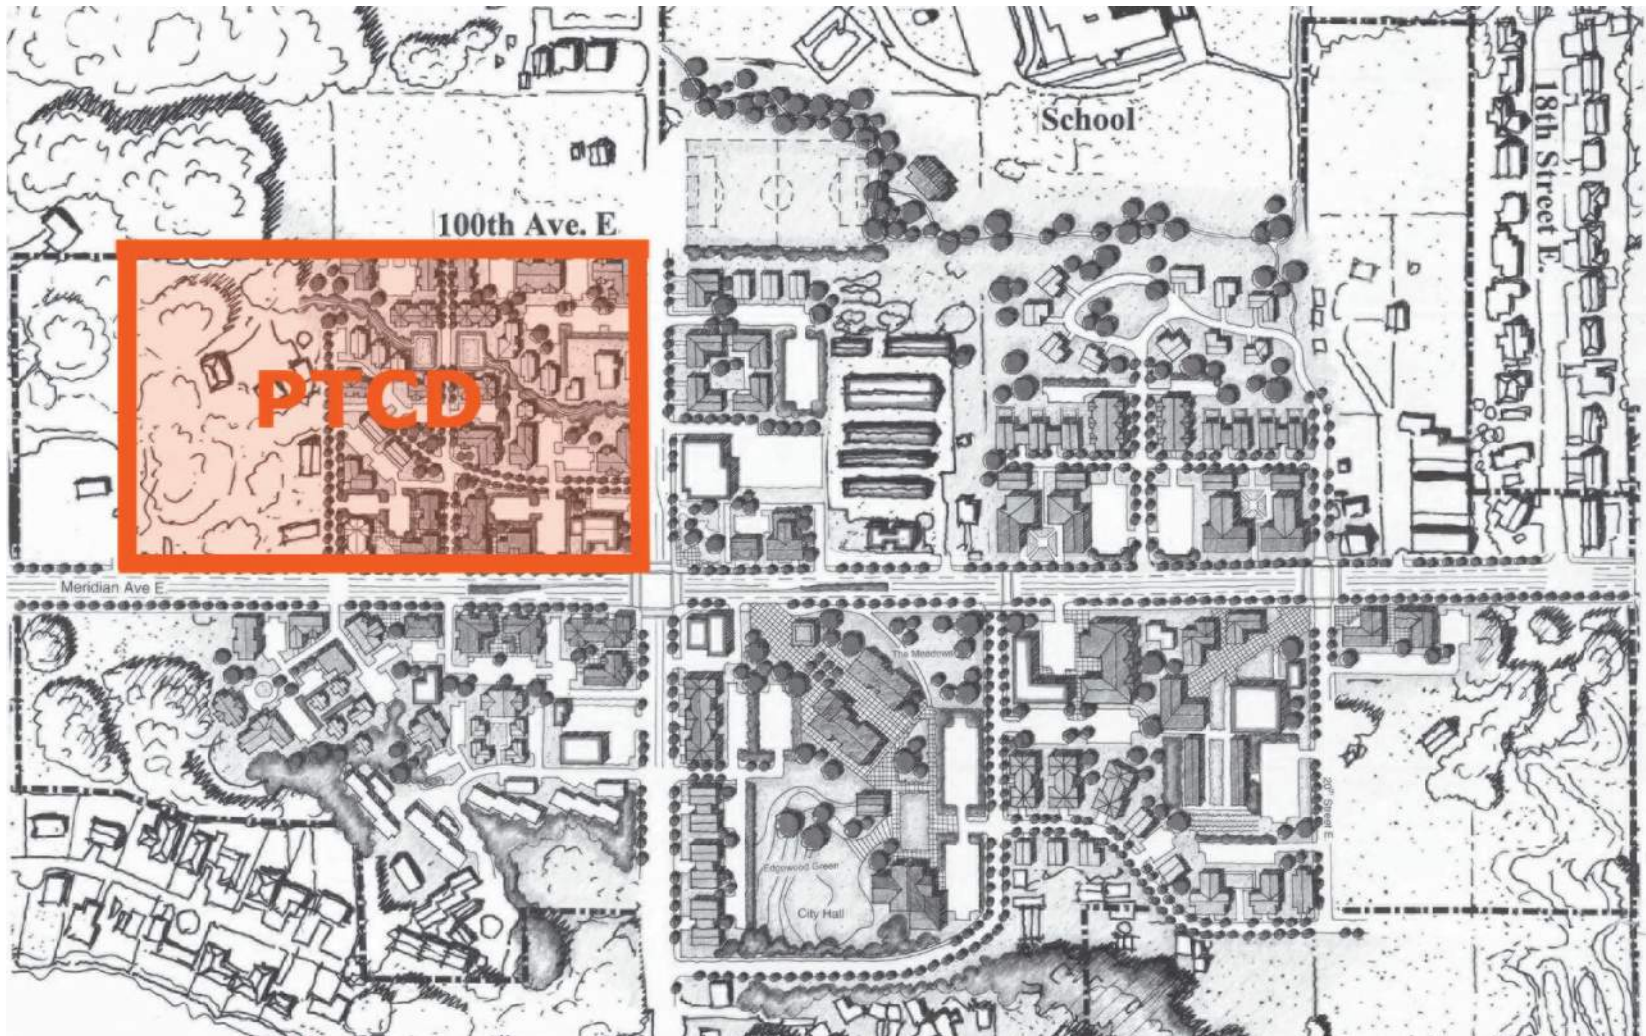 School
18th Street E.
100th Ave. E
PTCD
Meridian Ave E.
The Meadows
20th Street E.
Edgewood Green
City Hall